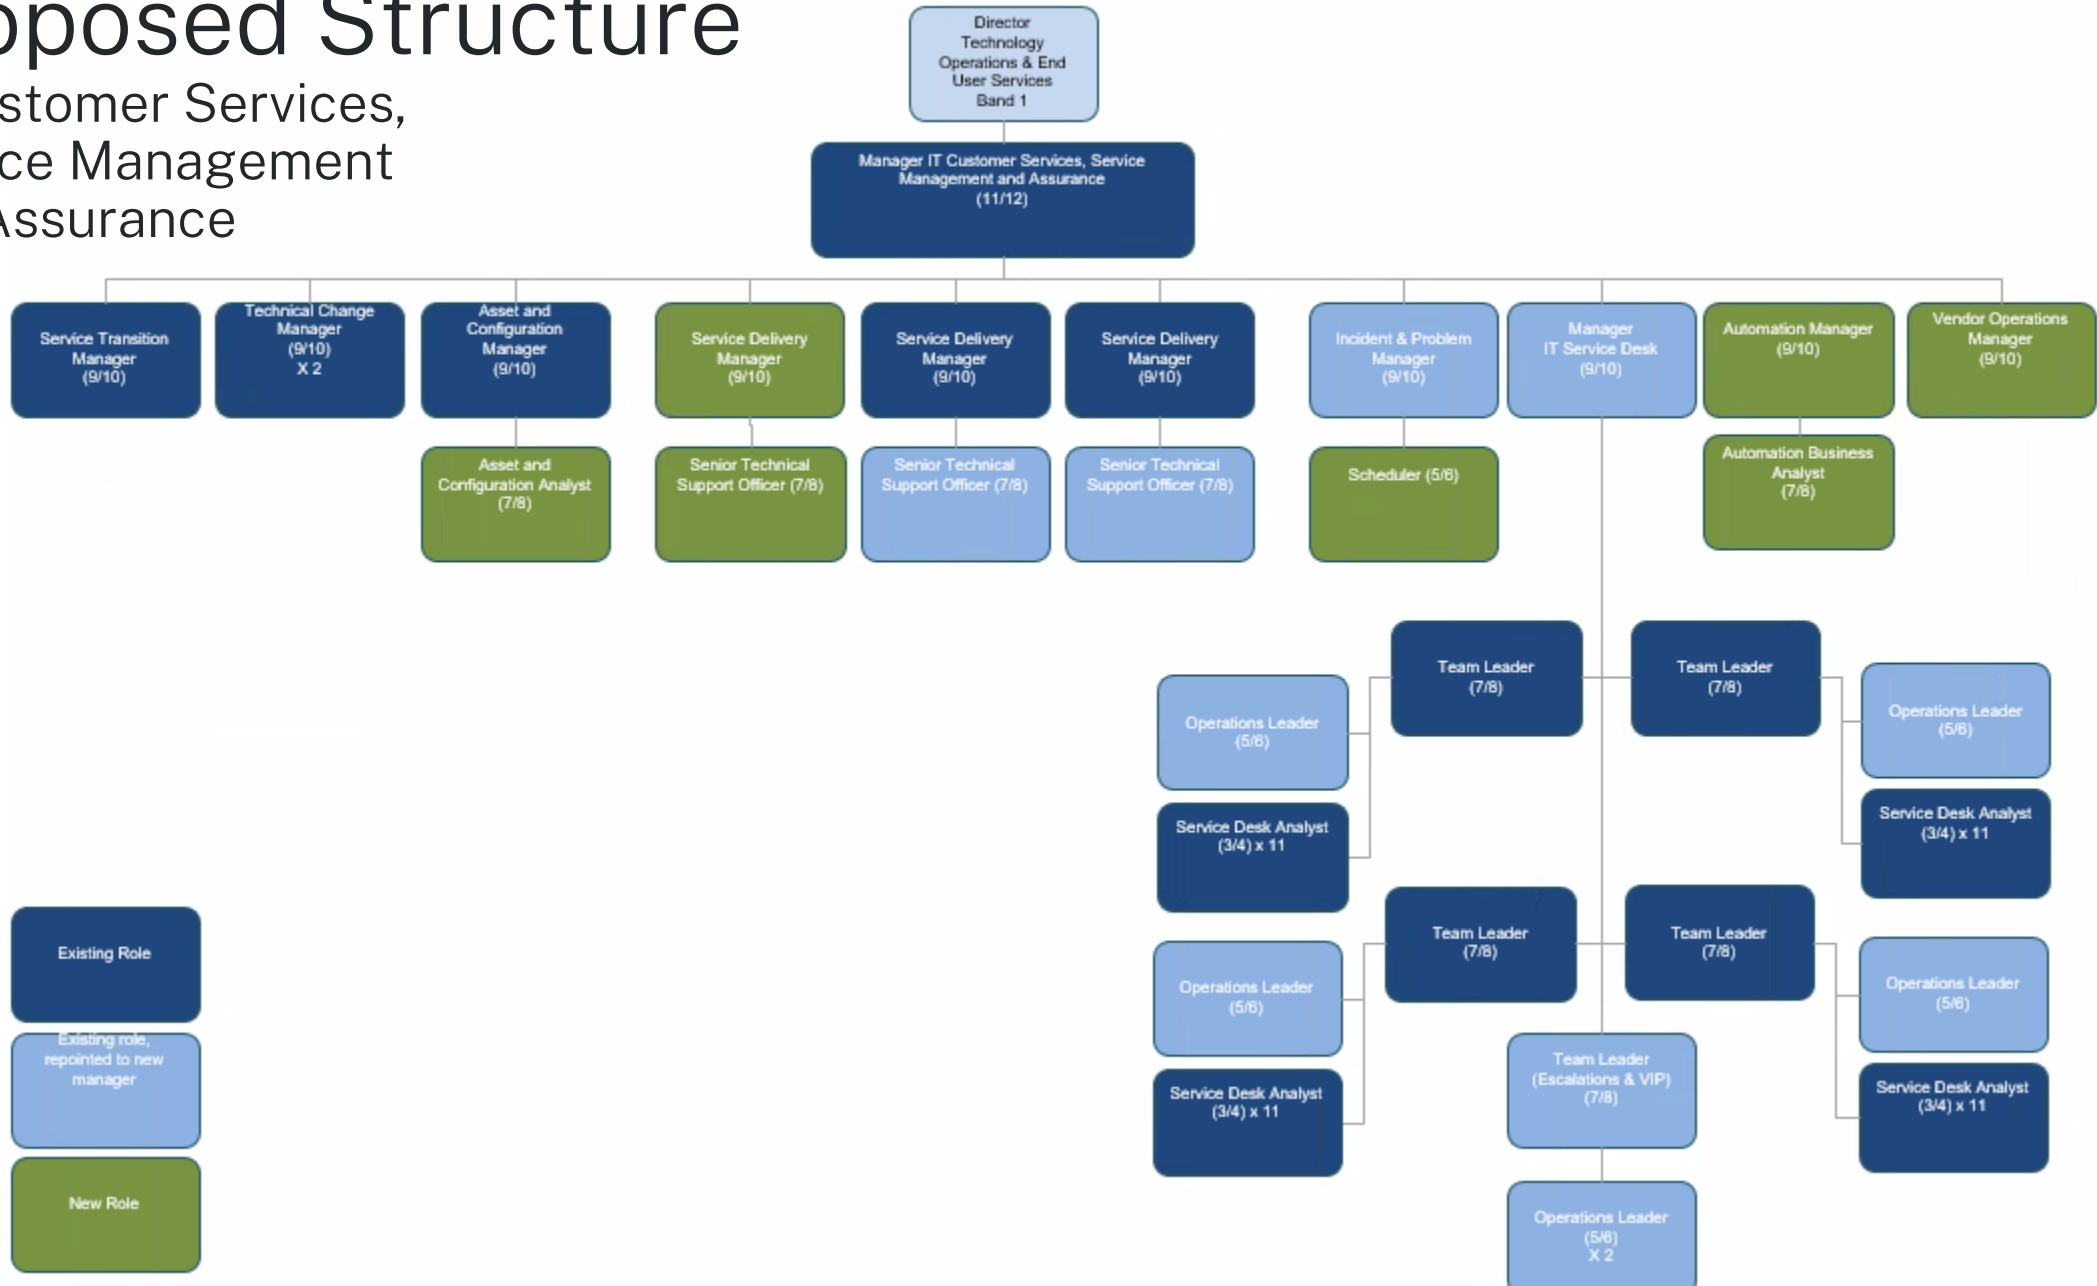 oposed Structure
stomer Services,
ce Management
Assurance
Director
Technology
Operations & End
User Services
Band 1
Manager IT Customer Services, Service
Management and Assurance
(11/12)
Service Transition
Manager
(9/10)
Technical Change
Manager
(9/10)
X 2
Asset and
Configuration
Manager
(9/10)
Service Delivery
Manager
(9/10)
Service Delivery
Manager
(9/10)
Service Delivery
Manager
(9/10)
Incident & Problem
Manager
(9/10)
Manager
IT Service Desk
(9/10)
Automation Manager
(9/10)
Vendor Operations
Manager
(9/10)
Asset and
Configuration Analyst
(7/8)
Senior Technical
Support Officer (7/8)
Senior Technical
Support Officer (7/8)
Senior Technical
Support Officer (7/8)
Scheduler (5/6)
Automation Business
Analyst
(7/8)
Team Leader
(7/8)
Team Leader
(7/8)
Operations Leader
(5/6)
Operations Leader
(5/6)
Service Desk Analyst
(3/4) x 11
Service Desk Analyst
(3/4) x 11
Team Leader
(7/8)
Team Leader
(7/8)
Operations Leader
(5/6)
Operations Leader
(5/6)
Service Desk Analyst
(3/4) x 11
Service Desk Analyst
(3/4) x 11
Team Leader
(Escalations & VIP)
(7/8)
Operations Leader
(5/6)
X 2
Existing Role
Existing role,
repointed to new
manager
New Role